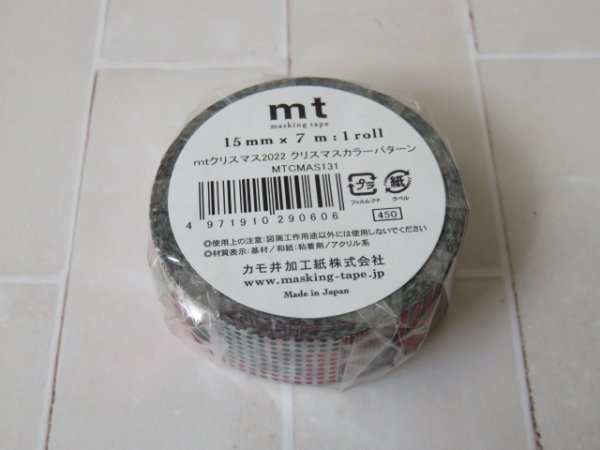 mt
masking tape
15mm × 7 m : 1 roll
mtクリスマス2022 クリスマスカラーパターン
MTCMAS131
4 971910 290606
プラ 紙
フィルム:PP ラベル
450
◎使用上の注意:図画工作用途以外には使用しないでください
◎材質表示:基材/和紙:粘着剤/アクリル系
カモ井加工紙株式会社
www.masking-tape.jp
Made in Japan